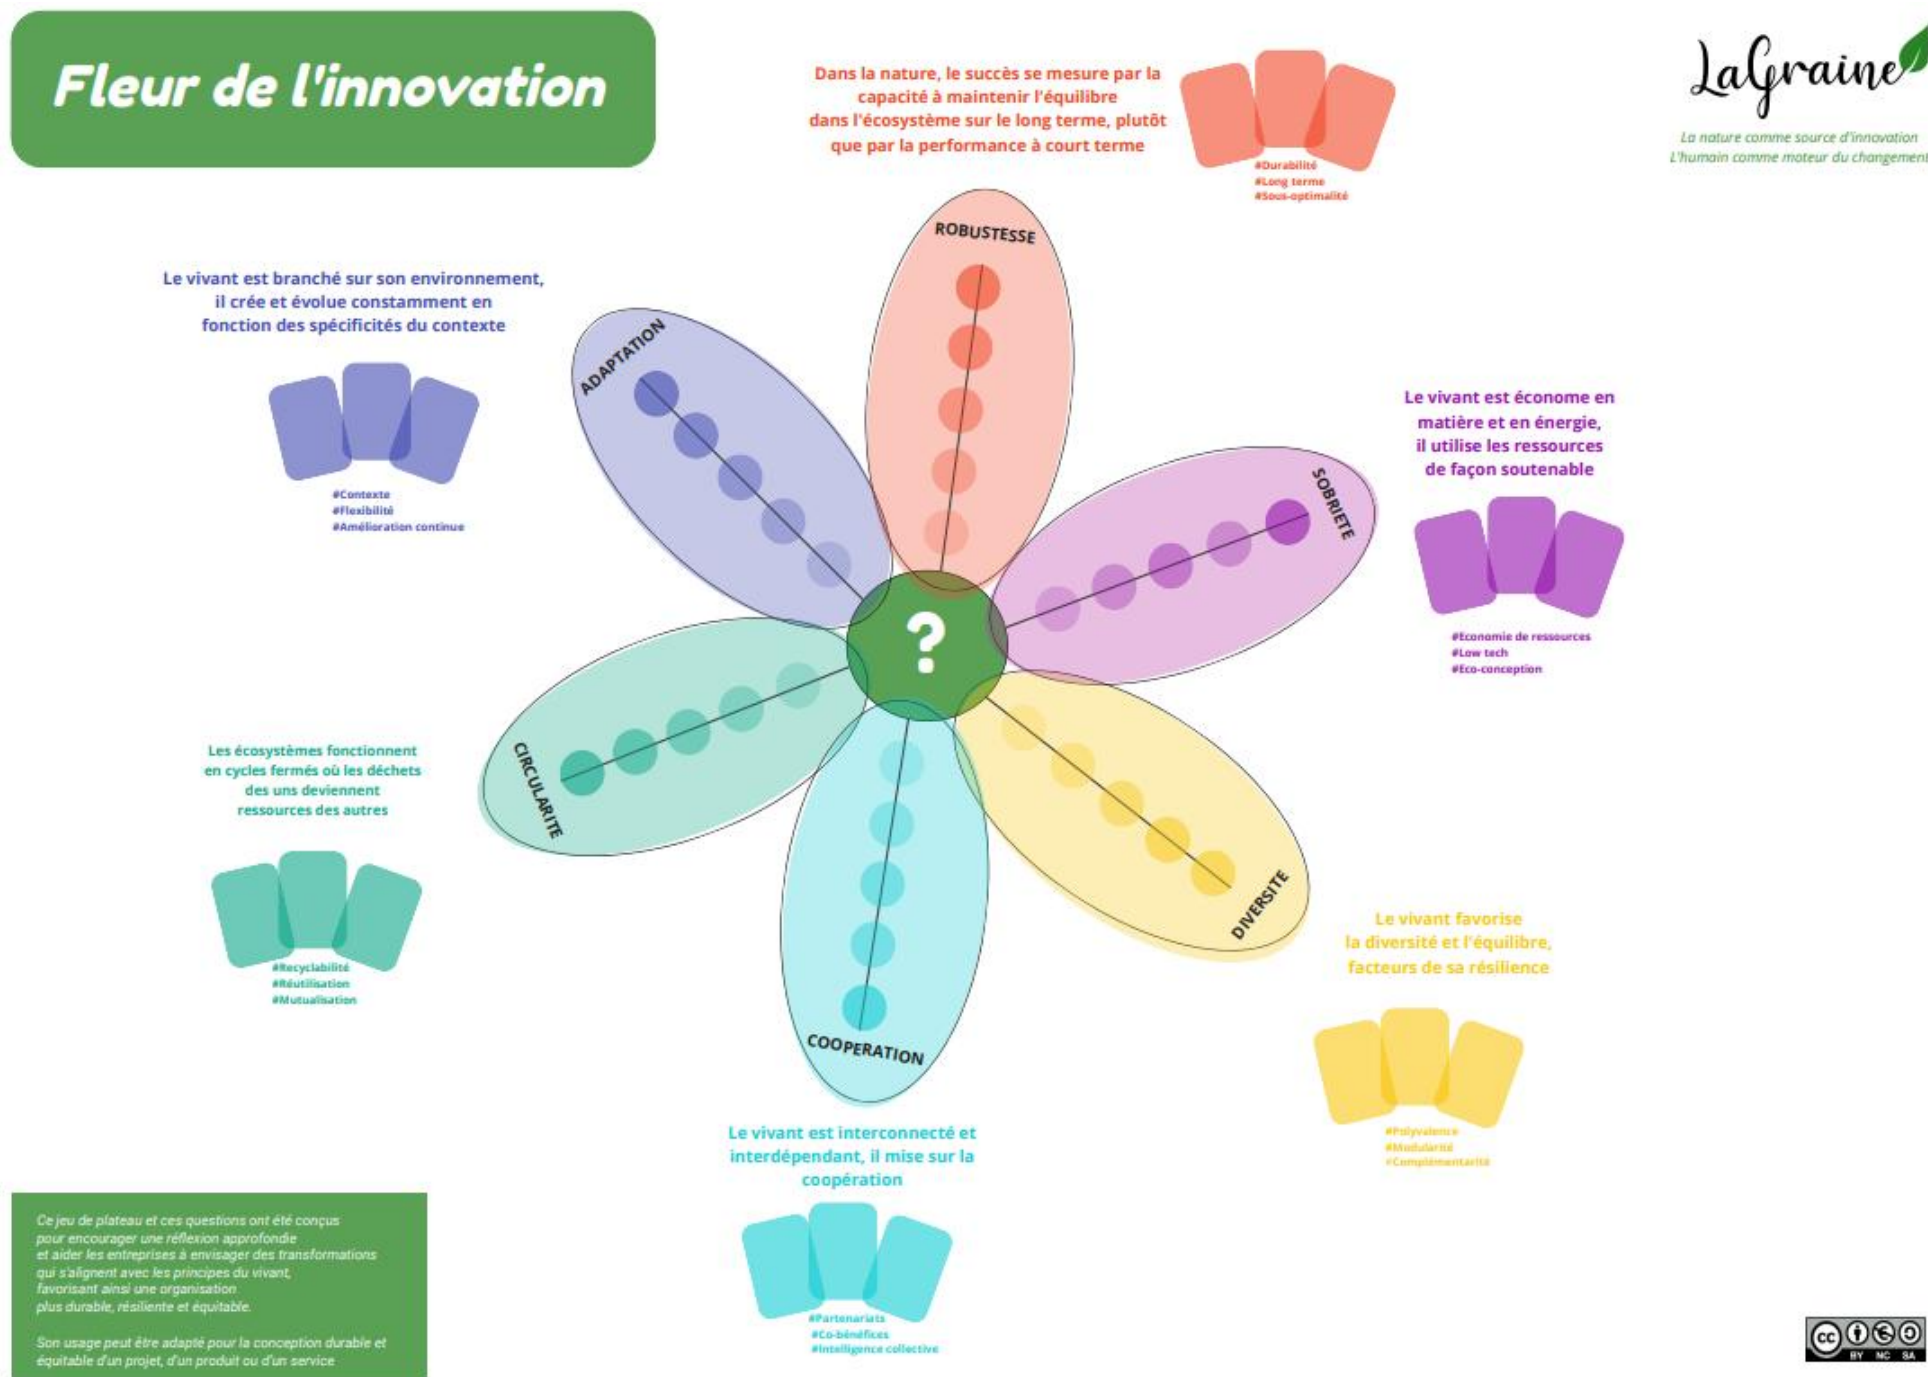 Fleur de l'innovation
Dans la nature, le succès se mesure par la
capacité à maintenir l'équilibre
dans l'écosystème sur le long terme, plutôt
que par la performance à court terme
#Durabilité
#Long terme
#Sous-optimalité
LaGraine
La nature comme source d'innovation
L'humain comme moteur du changement
ROBUSTESSE
Le vivant est branché sur son environnement,
il crée et évolue constamment en
fonction des spécificités du contexte
#Contexte
#Flexibilité
#Amélioration continue
ADAPTATION
Le vivant est économe en
matière et en énergie,
il utilise les ressources
de façon soutenable
#Economie de ressources
#Low tech
#Eco-conception
SOBRIETE
?
Les écosystèmes fonctionnent
en cycles fermés où les déchets
des uns deviennent
ressources des autres
#Recyclabilité
#Réutilisation
#Mutualisation
CIRCULARITE
DIVERSITE
Le vivant favorise
la diversité et l'équilibre,
facteurs de sa résilience
#Polyvalence
#Modularité
#Complémentarité
COOPERATION
Le vivant est interconnecté et
interdépendant, il mise sur la
coopération
#Partenariats
#Co-bénéfices
#Intelligence collective
Ce jeu de plateau et ces questions ont été conçus
pour encourager une réflexion approfondie
et aider les entreprises à envisager des transformations
qui s'alignent avec les principes du vivant,
favorisant ainsi une organisation
plus durable, résiliente et équitable.
Son usage peut être adapté pour la conception durable et
équitable d'un projet, d'un produit ou d'un service
cc
BY NC SA